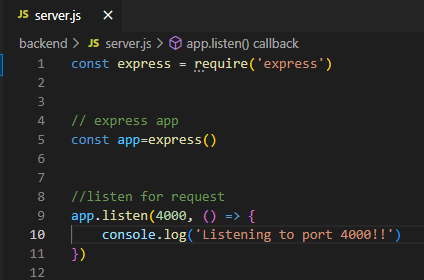 JS server.js ×
backend > JS server.js > app.listen() callback
1 const express = require('express')
2
3
4 // express app
5 const app=express()
6
7
8 //listen for request
9 app.listen(4000, () => {
10 console.log('Listening to port 4000!!')
11 })
12